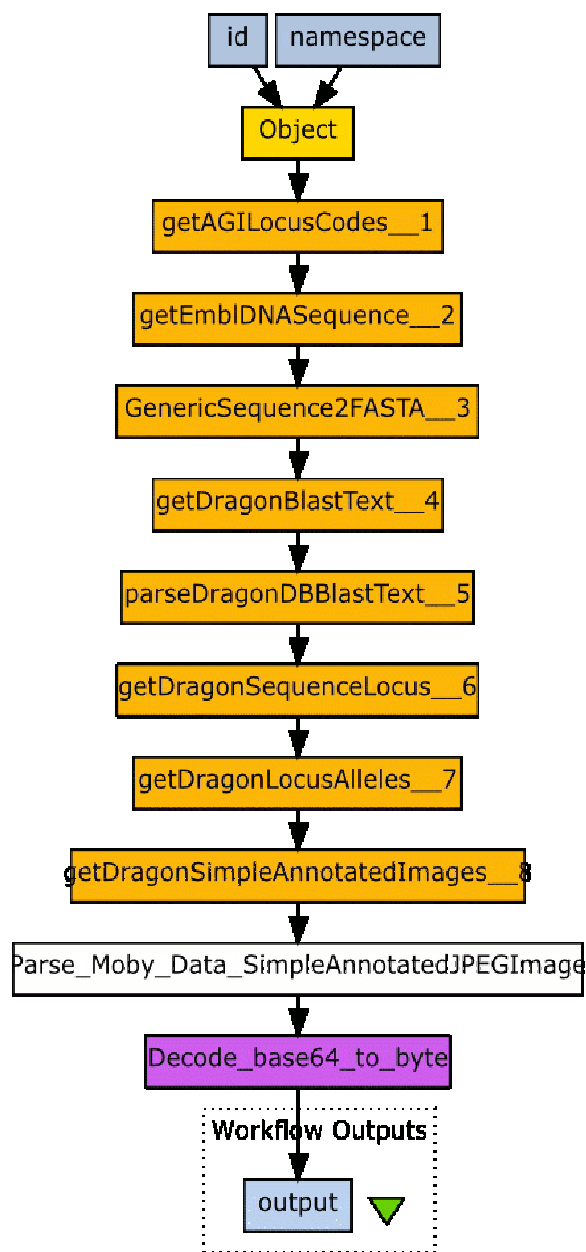 id namespace
Object
getAGILocusCodes__1
getEmblDNASequence__2
GenericSequence2FASTA__3
getDragonBlastText__4
parseDragonDBBlastText__5
getDragonSequenceLocus__6
getDragonLocusAlleles__7
getDragonSimpleAnnotatedImages__8
Parse_Moby_Data_SimpleAnnotatedJPEGImage
Decode_base64_to_byte
Workflow Outputs
output